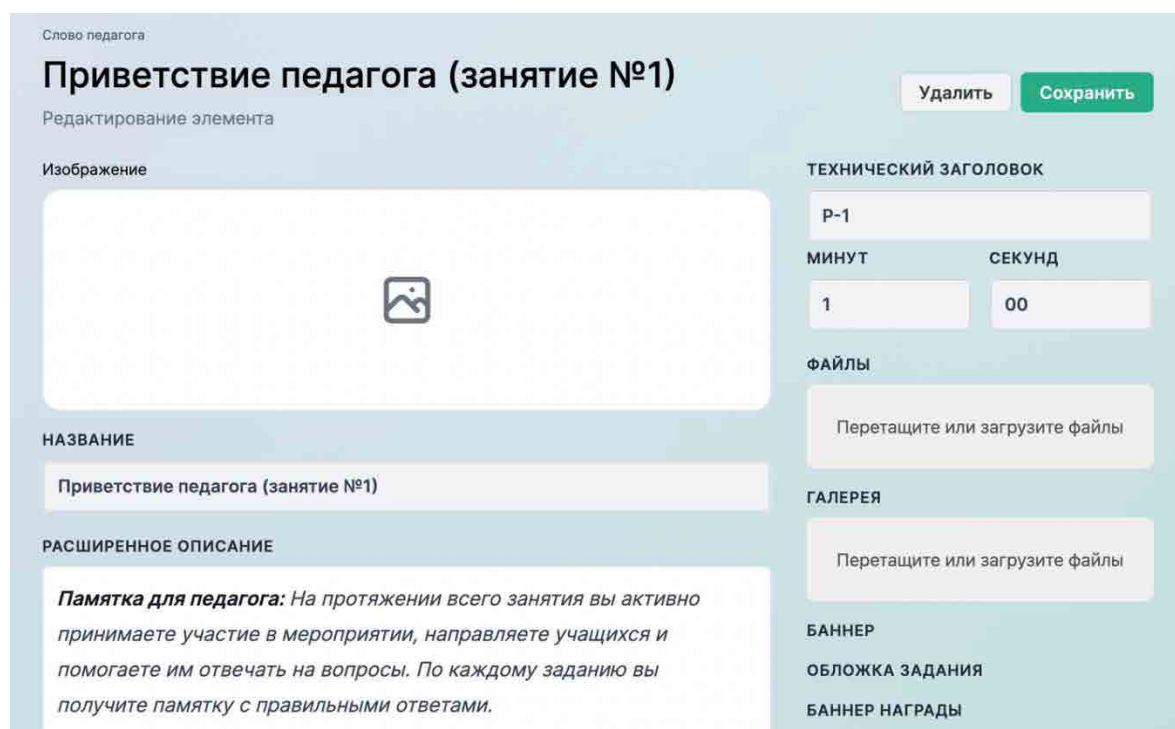 Слово педагога
Приветствие педагога (занятие №1)
Редактирование элемента
Удалить
Сохранить
Изображение
НАЗВАНИЕ
Приветствие педагога (занятие №1)
РАСШИРЕННОЕ ОПИСАНИЕ
Памятка для педагога: На протяжении всего занятия вы активно
принимаете участие в мероприятии, направляете учащихся и
помогаете им отвечать на вопросы. По каждому заданию вы
получите памятку с правильными ответами.
ТЕХНИЧЕСКИЙ ЗАГОЛОВОК
P-1
МИНУТ
СЕКУНД
1
00
ФАЙЛЫ
Перетащите или загрузите файлы
ГАЛЕРЕЯ
Перетащите или загрузите файлы
БАННЕР
ОБЛОЖКА ЗАДАНИЯ
БАННЕР НАГРАДЫ